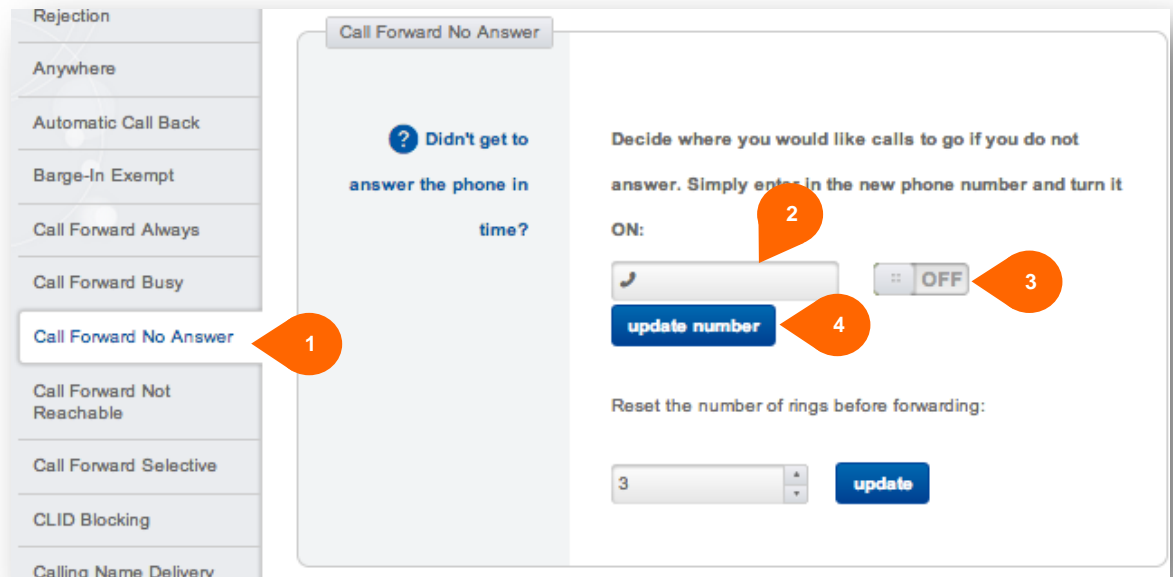 Rejection
Anywhere
Automatic Call Back
Barge-In Exempt
Call Forward Always
Call Forward Busy
Call Forward No Answer
1
Call Forward Not
Reachable
Call Forward Selective
CLID Blocking
Calling Name Delivery
Call Forward No Answer
? Didn't get to
answer the phone in
time?
Decide where you would like calls to go if you do not
answer. Simply enter in the new phone number and turn it
ON:
2
OFF
3
update number
4
Reset the number of rings before forwarding:
3
update